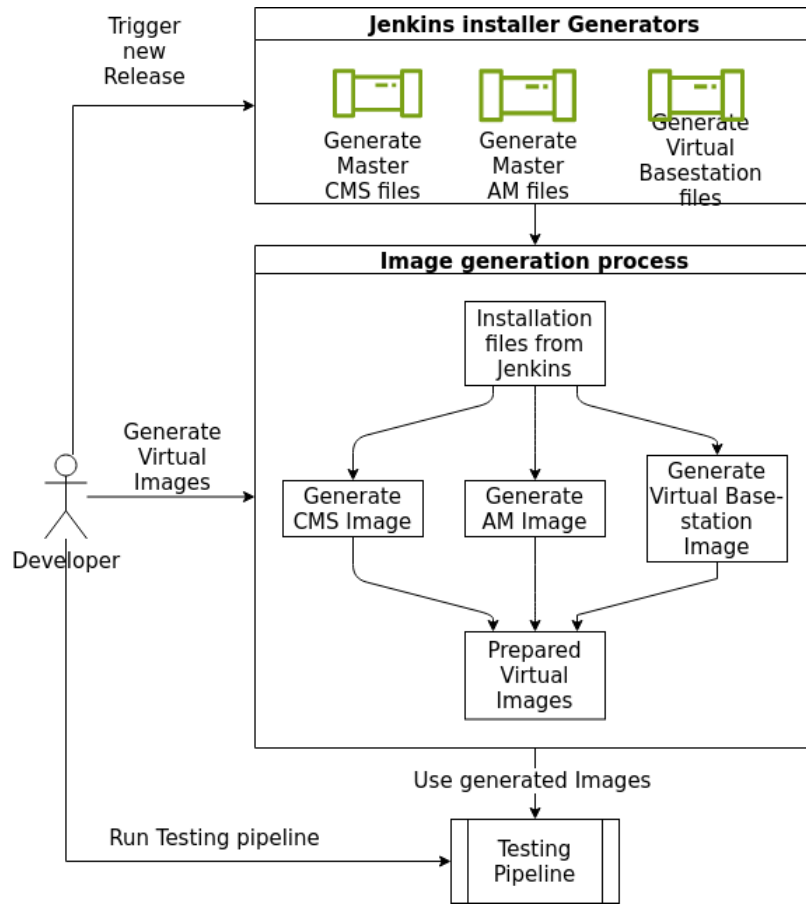 Trigger
new
Release
Jenkins installer Generators
Generate
Master
CMS files
Generate
Master
AM files
Generate
Virtual
Basestation
files
Image generation process
Installation
files from
Jenkins
Generate
Virtual
Images
Generate
CMS Image
Generate
AM Image
Generate
Virtual Base-
station
Image
Developer
Prepared
Virtual
Images
Use generated Images
Run Testing pipeline
Testing
Pipeline